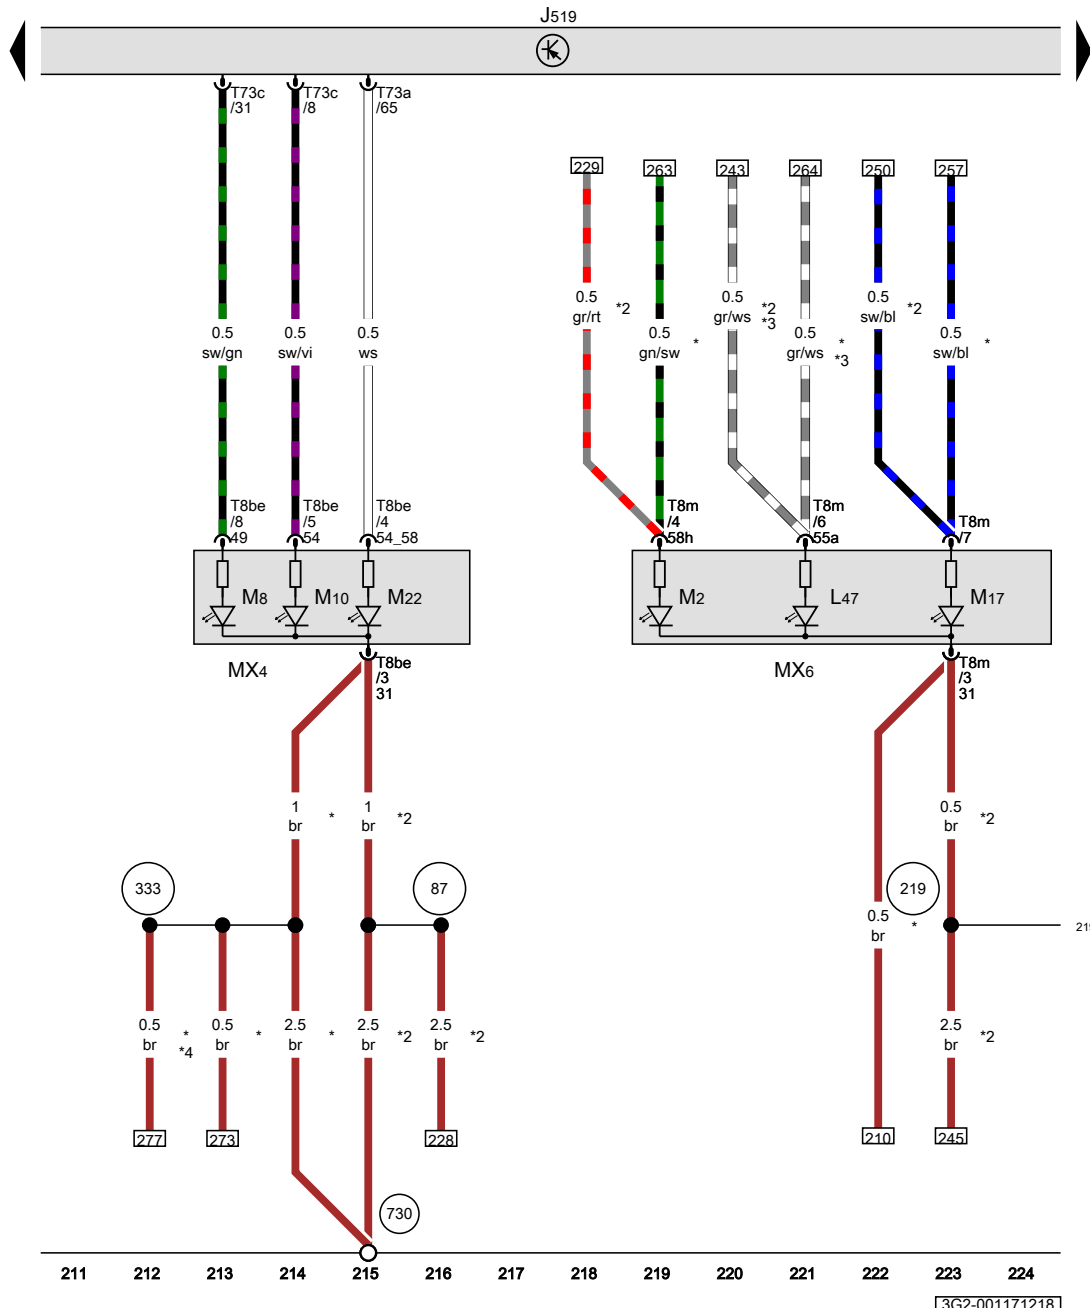 J519
T73c
/31
T73c
/8
T73a
/65
229
263
243
264
250
257
0.5
gr/rt
*2
0.5
gr/ws
*2
*3
0.5
sw/bl
*2
0.5
sw/gn
0.5
sw/vi
0.5
ws
0.5
gn/sw
*
0.5
gr/ws
*
*3
0.5
sw/bl
*
T8be
/8
49
T8be
/5
54
T8be
/4
54_58
T8m
/4
58h
T8m
/6
55a
T8m
/7
M8
M10
M22
M2
L47
M17
MX4
T8be
/3
31
MX6
T8m
/3
31
1
br
*
1
br
*2
0.5
br
*2
333
87
219
0.5
br
*
0.5
br
*
*4
0.5
br
*
2.5
br
*
2.5
br
*2
2.5
br
*2
2.5
br
*2
277
273
228
210
245
730
211
212
213
214
215
216
217
218
219
220
221
222
223
224
3G2-001171218